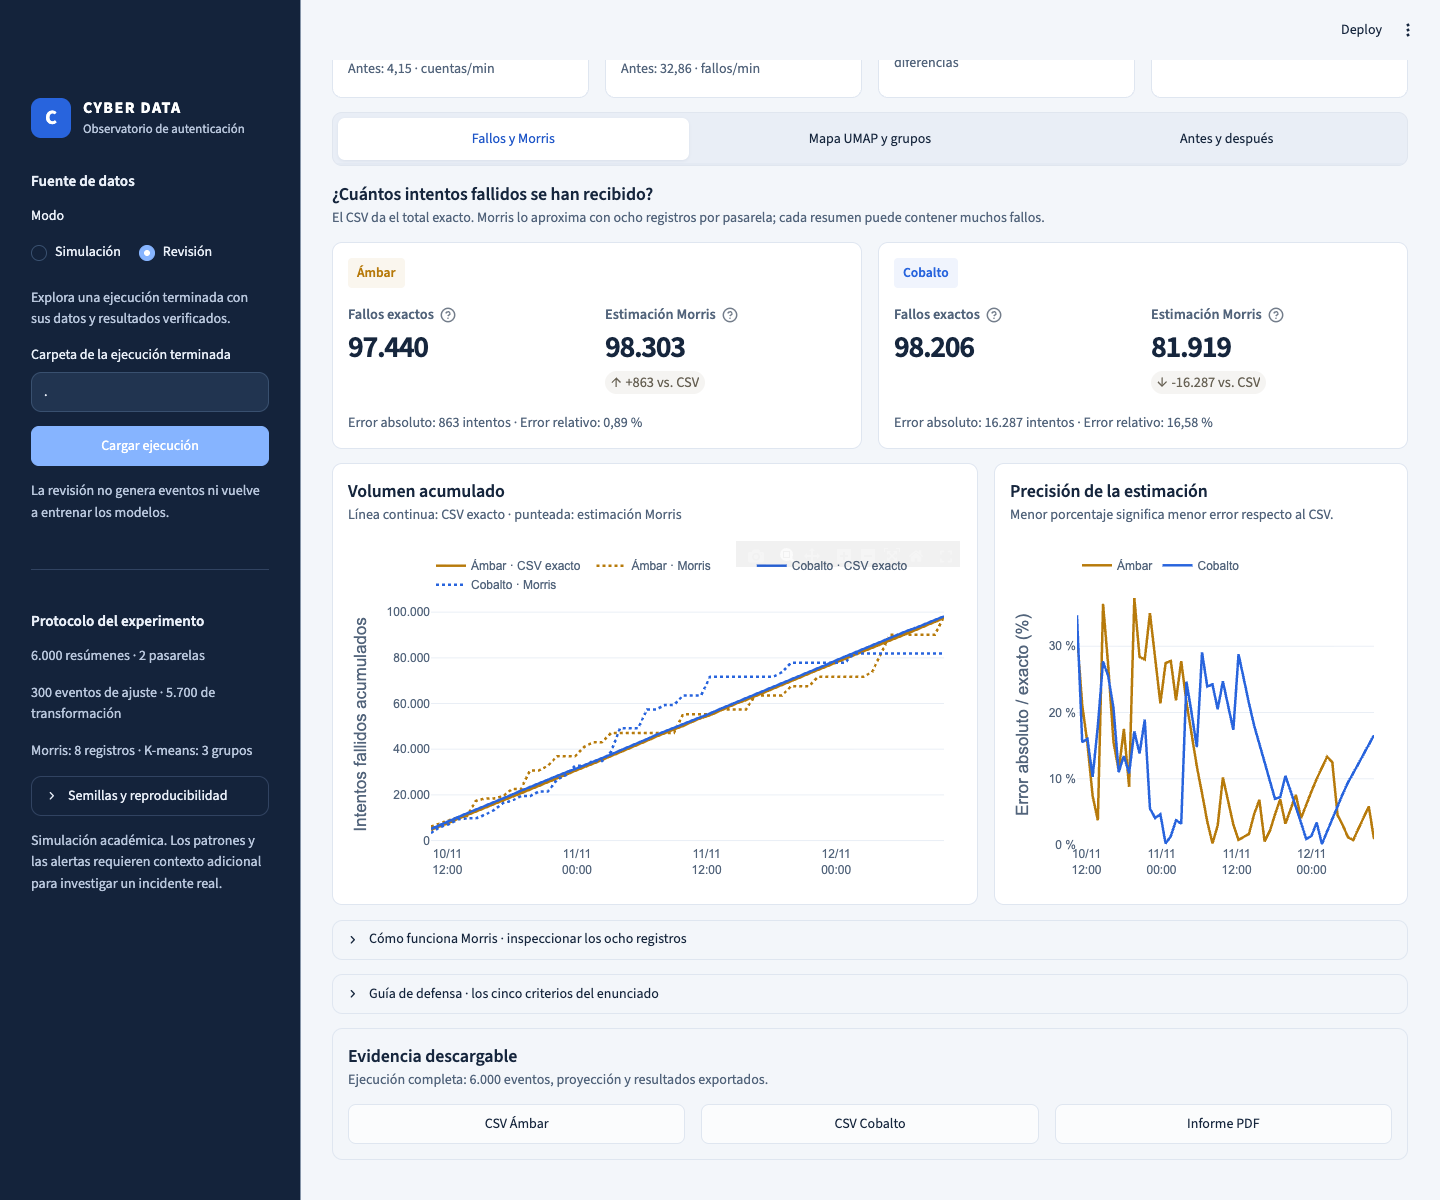 Deploy
C
CYBER DATA
Observatorio de autenticación
Fuente de datos
Modo
Simulación
Revisión
Explora una ejecución terminada con
sus datos y resultados verificados.
Carpeta de la ejecución terminada
.
Cargar ejecución
La revisión no genera eventos ni vuelve
a entrenar los modelos.
Protocolo del experimento
6.000 resúmenes · 2 pasarelas
300 eventos de ajuste · 5.700 de
transformación
Morris: 8 registros · K-means: 3 grupos
Semillas y reproducibilidad
Simulación académica. Los patrones y
las alertas requieren contexto adicional
para investigar un incidente real.
Antes: 4,15 · cuentas/min
Antes: 32,86 · fallos/min
diferencias
Fallos y Morris
Mapa UMAP y grupos
Antes y después
¿Cuántos intentos fallidos se han recibido?
El CSV da el total exacto. Morris lo aproxima con ocho registros por pasarela; cada resumen puede contener muchos fallos.
Ámbar
Fallos exactos
97.440
Estimación Morris
98.303
↑ +863 vs. CSV
Error absoluto: 863 intentos · Error relativo: 0,89 %
Cobalto
Fallos exactos
98.206
Estimación Morris
81.919
↓ -16.287 vs. CSV
Error absoluto: 16.287 intentos · Error relativo: 16,58 %
Volumen acumulado
Línea continua: CSV exacto · punteada: estimación Morris
Ámbar · CSV exacto
Ámbar · Morris
Cobalto · CSV exacto
Cobalto · Morris
Intentos fallidos acumulados
100.000
80.000
60.000
40.000
20.000
0
10/11
12:00
11/11
00:00
11/11
12:00
12/11
00:00
Precisión de la estimación
Menor porcentaje significa menor error respecto al CSV.
Ámbar
Cobalto
Error absoluto / exacto (%)
30 %
20 %
10 %
0 %
10/11
12:00
11/11
00:00
11/11
12:00
12/11
00:00
Cómo funciona Morris · inspeccionar los ocho registros
Guía de defensa · los cinco criterios del enunciado
Evidencia descargable
Ejecución completa: 6.000 eventos, proyección y resultados exportados.
CSV Ámbar
CSV Cobalto
Informe PDF